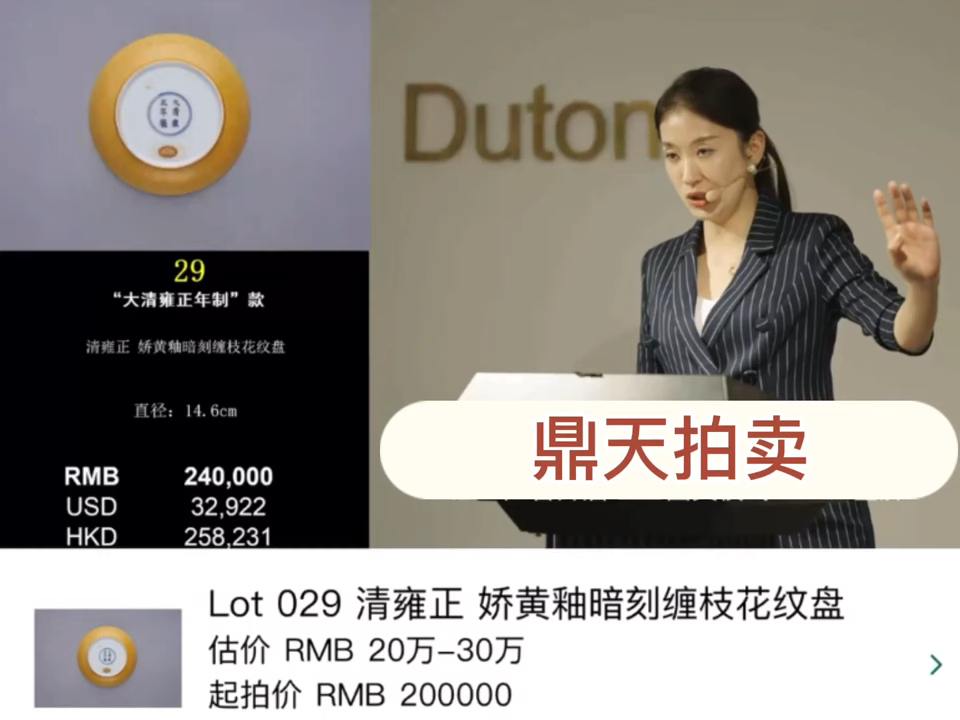 29
“大清雍正年制”款
清雍正 娇黄釉暗刻缠枝花纹盘
直径：14.6cm
RMB 240,000
USD 32,922
HKD 258,231
Duton
鼎天拍卖
Lot 029 清雍正 娇黄釉暗刻缠枝花纹盘
估价 RMB 20万-30万
起拍价 RMB 200000